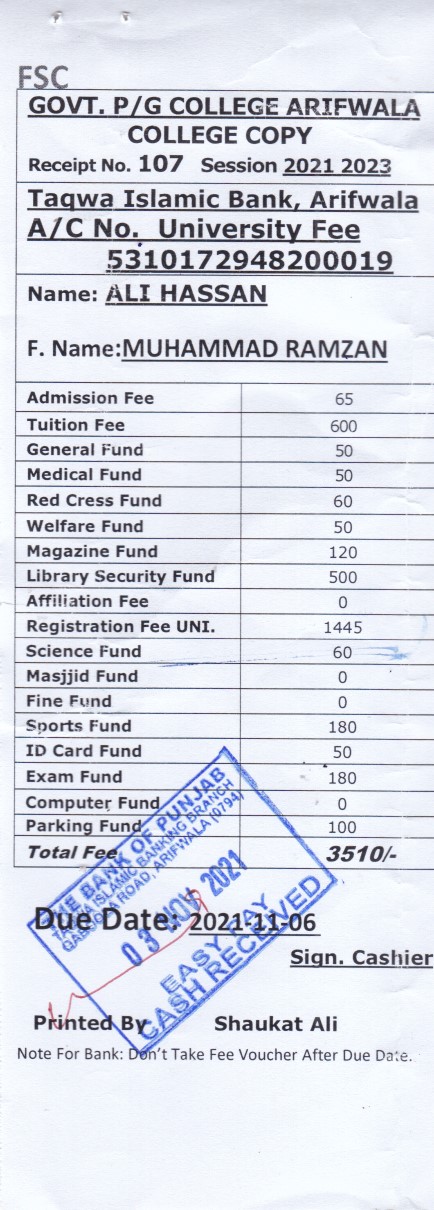 FSC
GOVT. P/G COLLEGE ARIFWALA
COLLEGE COPY
Receipt No. 107 Session 2021 2023
Taqwa Islamic Bank, Arifwala
A/C No. University Fee
5310172948200019
Name: ALI HASSAN
F. Name:MUHAMMAD RAMZAN
Admission Fee 65
Tuition Fee 600
General Fund 50
Medical Fund 50
Red Cress Fund 60
Welfare Fund 50
Magazine Fund 120
Library Security Fund 500
Affiliation Fee 0
Registration Fee UNI. 1445
Science Fund 60
Masjjid Fund 0
Fine Fund 0
Sports Fund 180
ID Card Fund 50
Exam Fund 180
Computer Fund 0
Parking Fund 100
Total Fee 3510/-
THE BANK OF PUNJAB
TAQWA ISLAMIC BANKING BRANCH
QABULA ROAD, ARIFWALA (0794)
03 NOV 2021
EASY PAY
CASH RECEIVED
Due Date: 2021-11-06
Sign. Cashier
Printed By Shaukat Ali
Note For Bank: Don't Take Fee Voucher After Due Date.